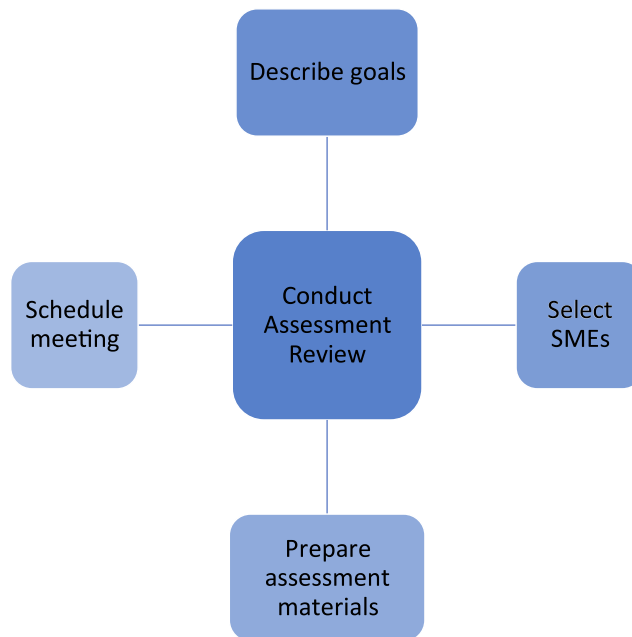 Describe goals
Schedule
meeting
Conduct
Assessment
Review
Select
SMEs
Prepare
assessment
materials